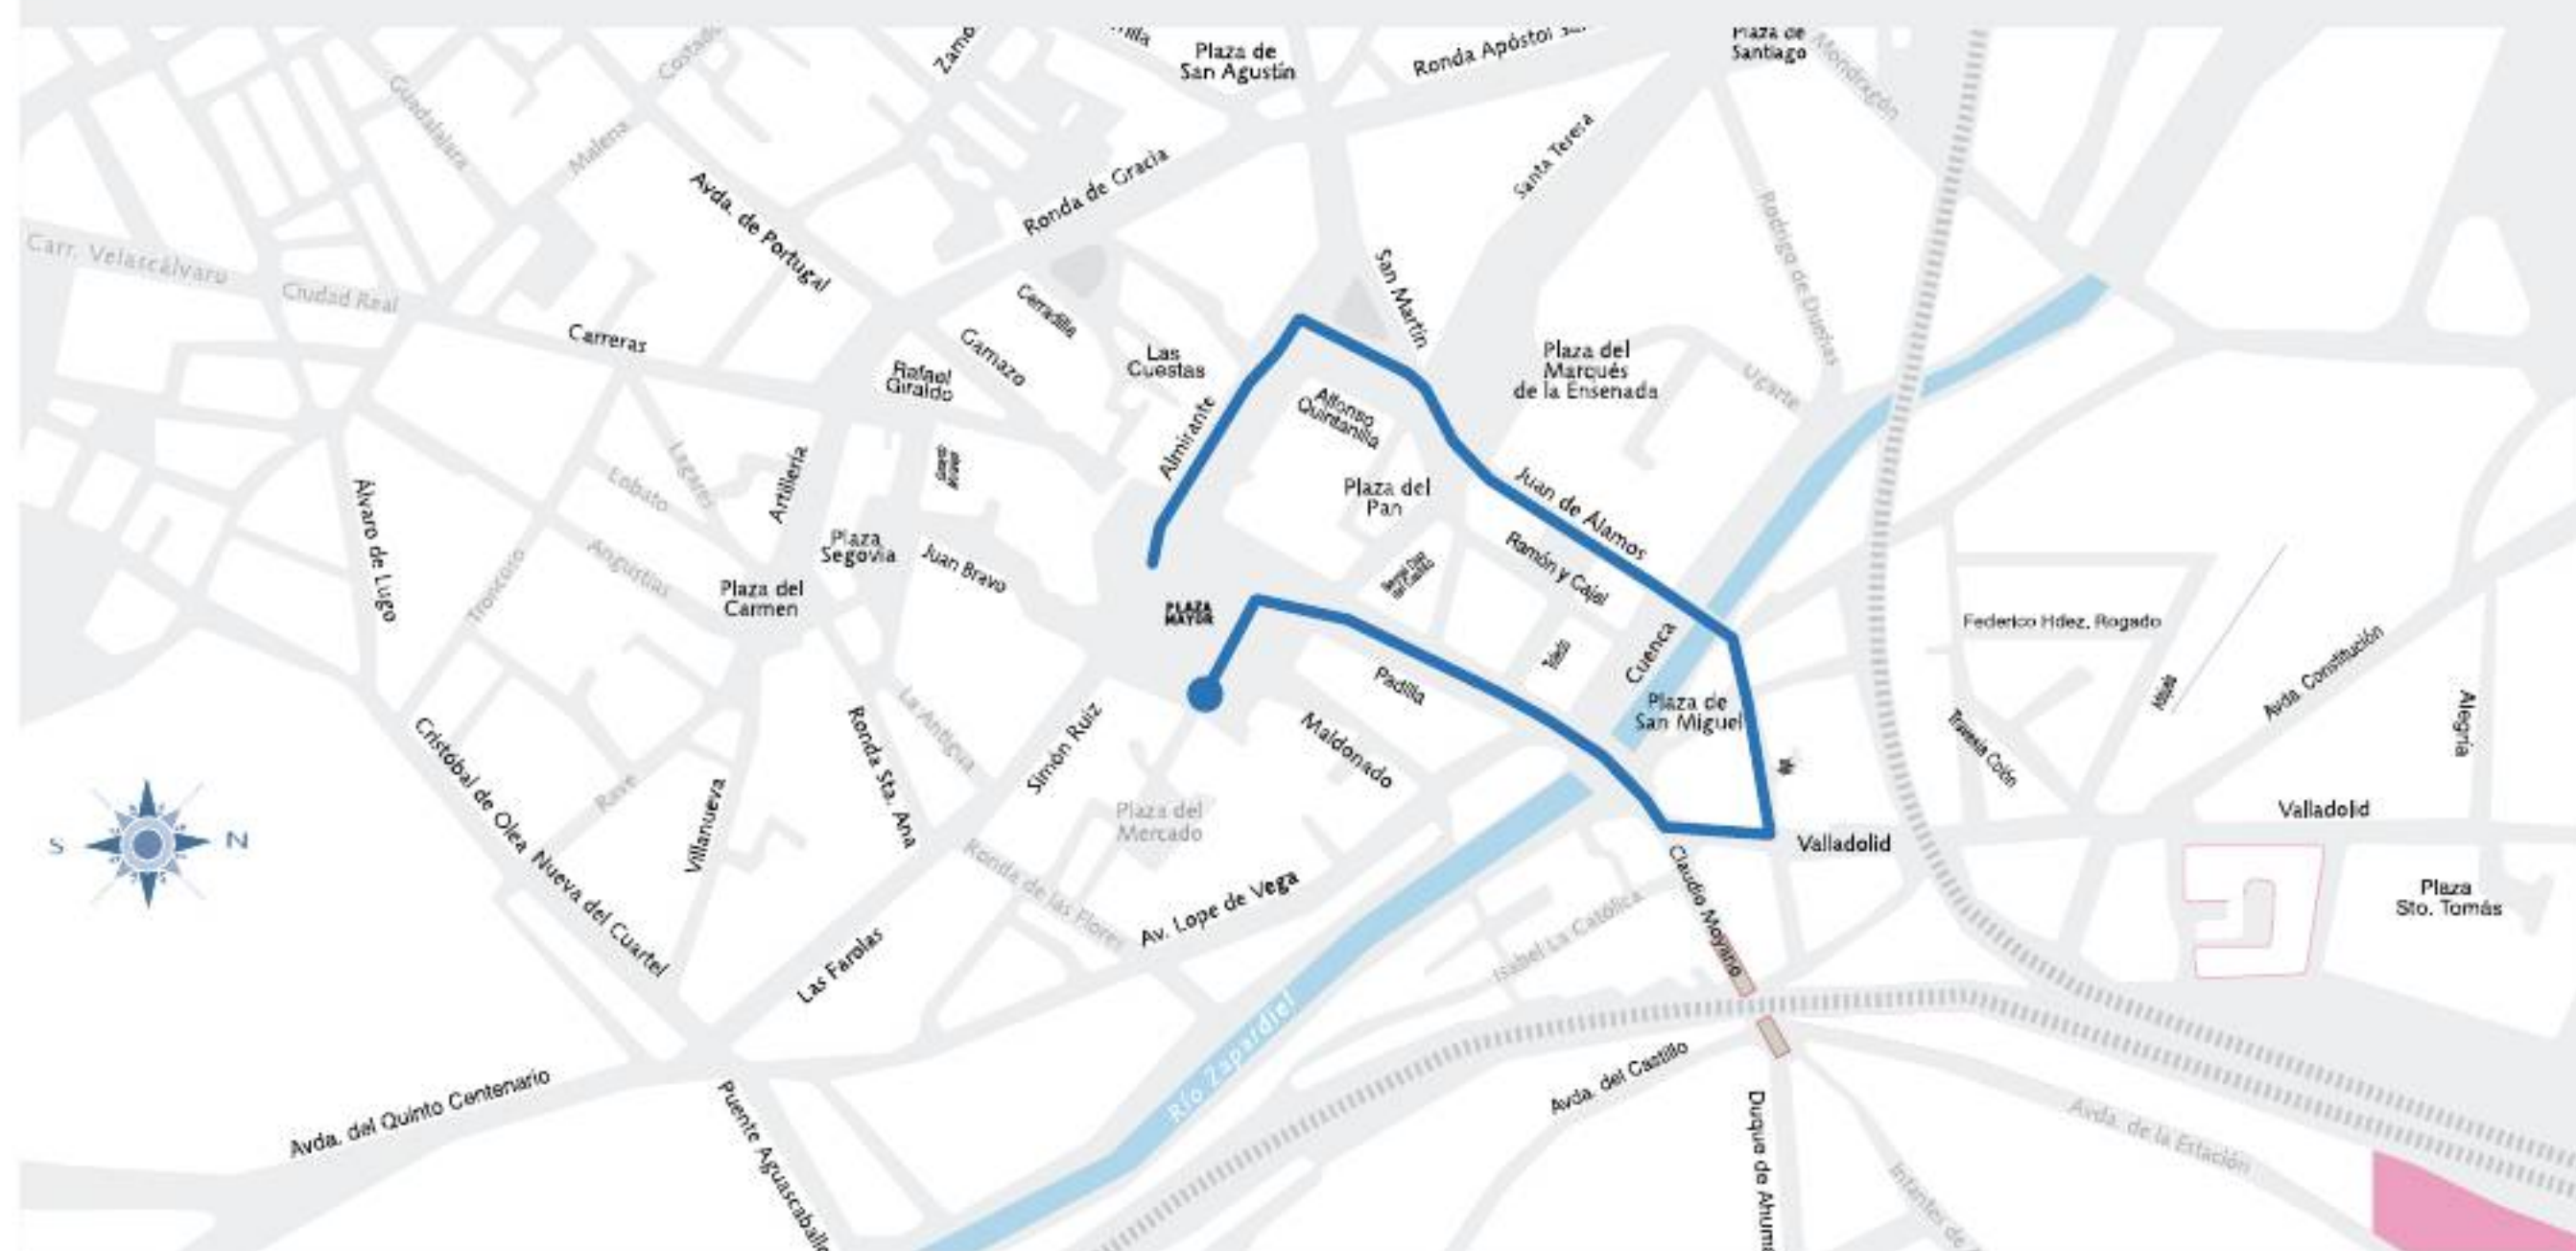 Plaza de
San Agustín
Ronda Apóstol
Plaza de
Santiago
Mondragón
Guadalajara
Malena
Santa Teresa
Ronda de Gracia
Avda. de Portugal
Rodrigo de Dueñas
San Martín
Carr. Velascálvaro
Ciudad Real
Carreras
Cerradilla
Gamazo
Las
Cuestas
Rafael
Giraldo
Plaza del
Marqués
de la Ensenada
Ugarte
Almirante
Alfonso
Quintanilla
Lagares
Lobato
Artillería
Plaza del
Pan
Juan de Álamos
Álvaro de Lugo
Plaza
Segovia
Juan Bravo
Ramón y Cajal
Angustias
Troncoso
Plaza del
Carmen
PLAZA
MAYOR
Federico Hdez. Rogado
Toledo
Cuenca
Padilla
Avda. Constitución
Plaza de
San Miguel
La Antigua
Simón Ruiz
Maldonado
Alegría
Travesía Colón
Cristóbal de Olea
Ronda Sta. Ana
Rave
Villanueva
Plaza del
Mercado
Valladolid
Valladolid
S
N
Ronda de las Flores
Av. Lope de Vega
Claudio Moyano
Plaza
Sto. Tomás
Nueva del Cuartel
Las Farolas
Isabel La Católica
Río Zapardiel
Avda. del Castillo
Avda. del Quinto Centenario
Puente
Duque de
Avda. de la Estación
Infantes de